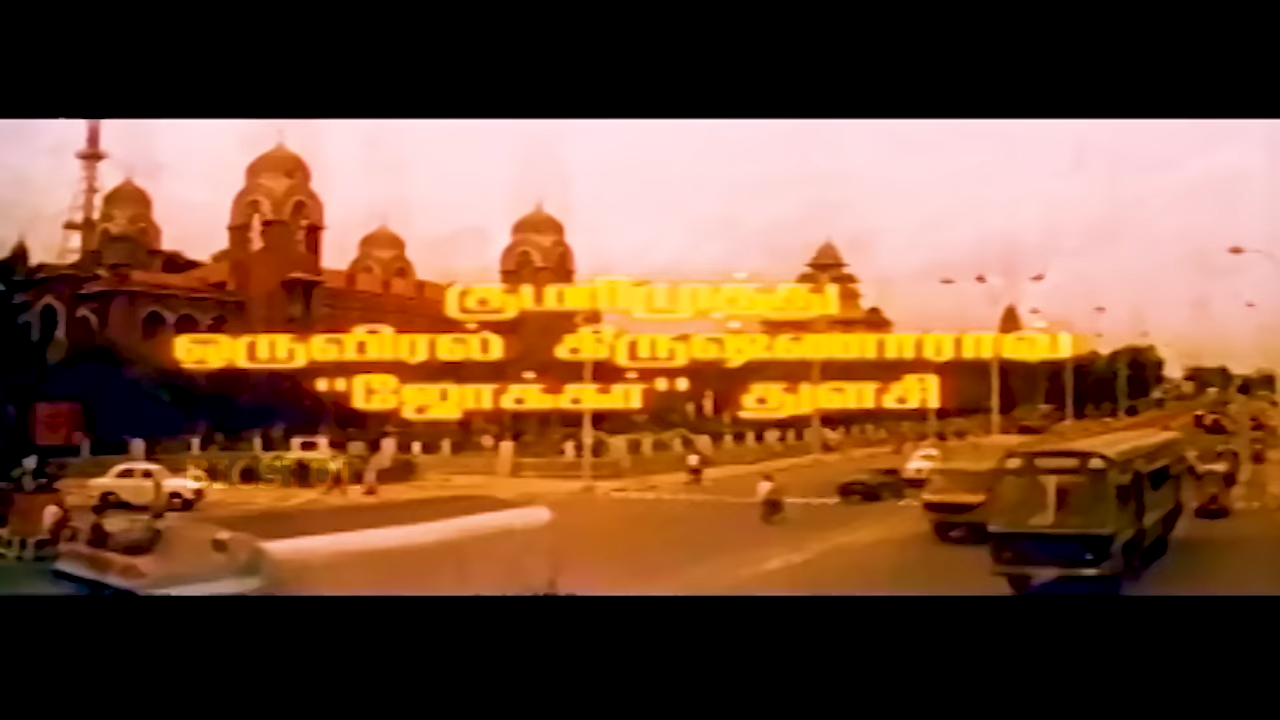 குமரிமுத்து
ஒருவிரல் கிருஷ்ணாராவ்
"ஜோக்கர்" துளசி